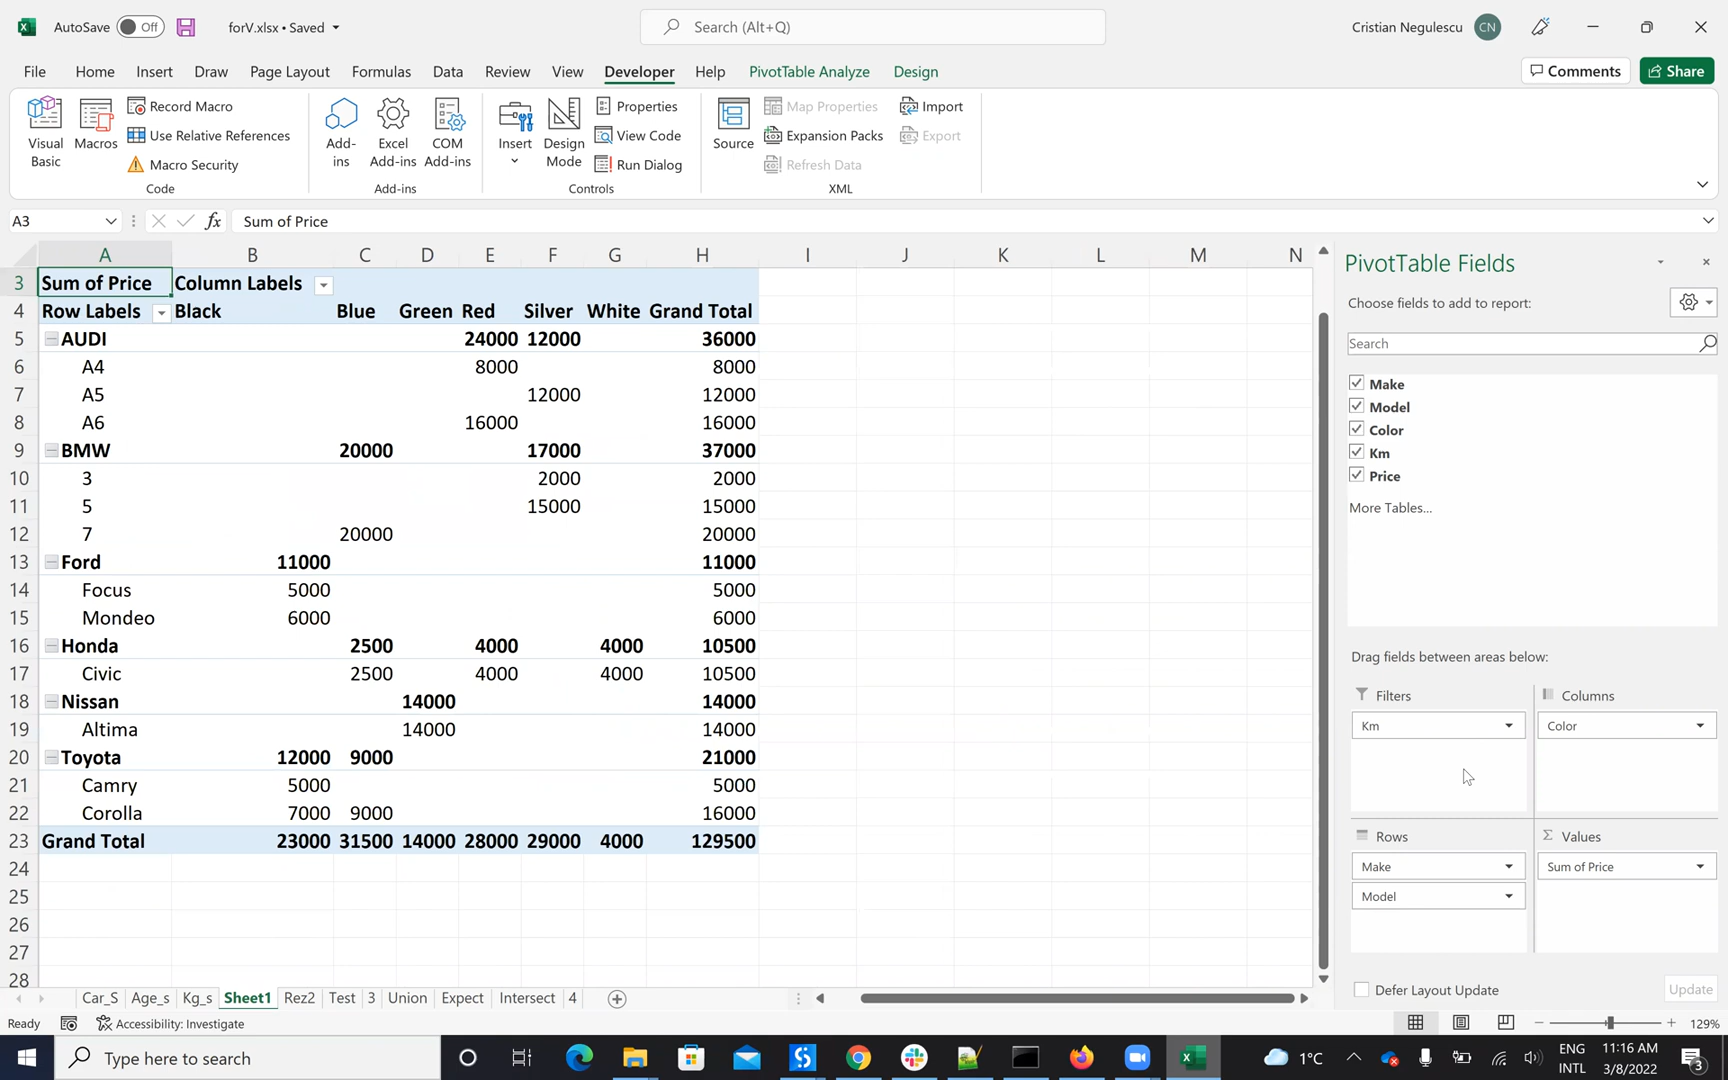 AutoSave Off forV.xlsx • Saved Search (Alt+Q) Cristian Negulescu CN
File Home Insert Draw Page Layout Formulas Data Review View Developer Help PivotTable Analyze Design Comments Share
Visual Basic Macros Record Macro Use Relative References Macro Security Code
Add-ins Excel Add-ins COM Add-ins Add-ins
Insert Design Mode Properties View Code Run Dialog Controls
Source Map Properties Expansion Packs Refresh Data Import Export XML
A3 fx Sum of Price
A B C D E F G H I J K L M N
3 Sum of Price Column Labels
4 Row Labels Black Blue Green Red Silver White Grand Total
5 AUDI 24000 12000 36000
6 A4 8000 8000
7 A5 12000 12000
8 A6 16000 16000
9 BMW 20000 17000 37000
10 3 2000 2000
11 5 15000 15000
12 7 20000 20000
13 Ford 11000 11000
14 Focus 5000 5000
15 Mondeo 6000 6000
16 Honda 2500 4000 4000 10500
17 Civic 2500 4000 4000 10500
18 Nissan 14000 14000
19 Altima 14000 14000
20 Toyota 12000 9000 21000
21 Camry 5000 5000
22 Corolla 7000 9000 16000
23 Grand Total 23000 31500 14000 28000 29000 4000 129500
24
25
26
27
28
PivotTable Fields
Choose fields to add to report:
Search
Make
Model
Color
Km
Price
More Tables...
Drag fields between areas below:
Filters Columns
Km Color
Rows Values
Make Sum of Price
Model
Defer Layout Update Update
Car_S Age_s Kg_s Sheet1 Rez2 Test 3 Union Expect Intersect 4
Ready Accessibility: Investigate 129%
Type here to search 1°C ENG INTL 11:16 AM 3/8/2022 3